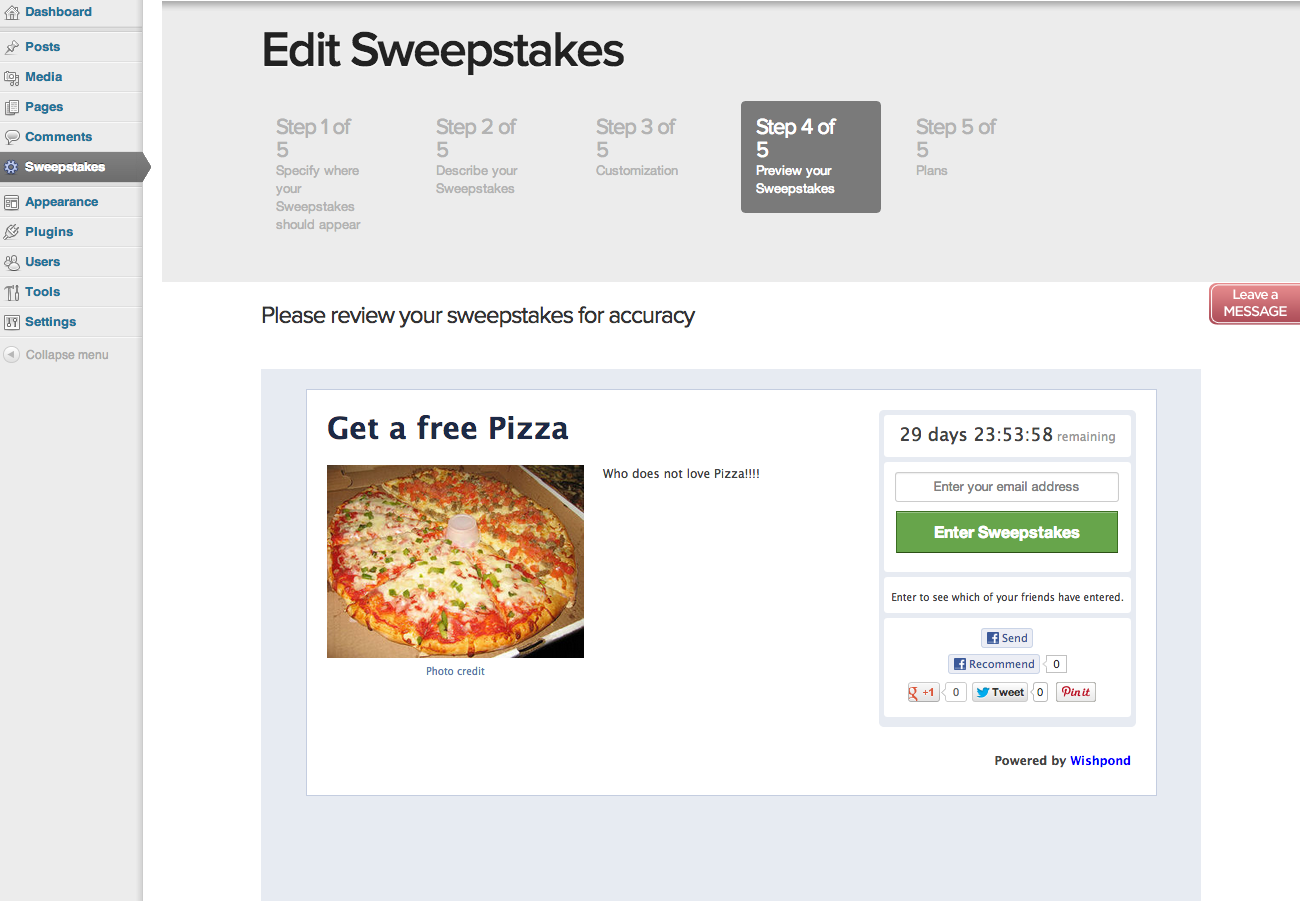 Dashboard
Posts
Media
Pages
Comments
Sweepstakes
Appearance
Plugins
Users
Tools
Settings
Collapse menu
Edit Sweepstakes
Step 1 of
5
Specify where
your
Sweepstakes
should appear
Step 2 of
5
Describe your
Sweepstakes
Step 3 of
5
Customization
Step 4 of
5
Preview your
Sweepstakes
Step 5 of
5
Plans
Leave a
MESSAGE
Please review your sweepstakes for accuracy
Get a free Pizza
Who does not love Pizza!!!!
Photo credit
29 days 23:53:58 remaining
Enter your email address
Enter Sweepstakes
Enter to see which of your friends have entered.
Send
Recommend 0
+1 0 Tweet 0 Pinit
Powered by Wishpond